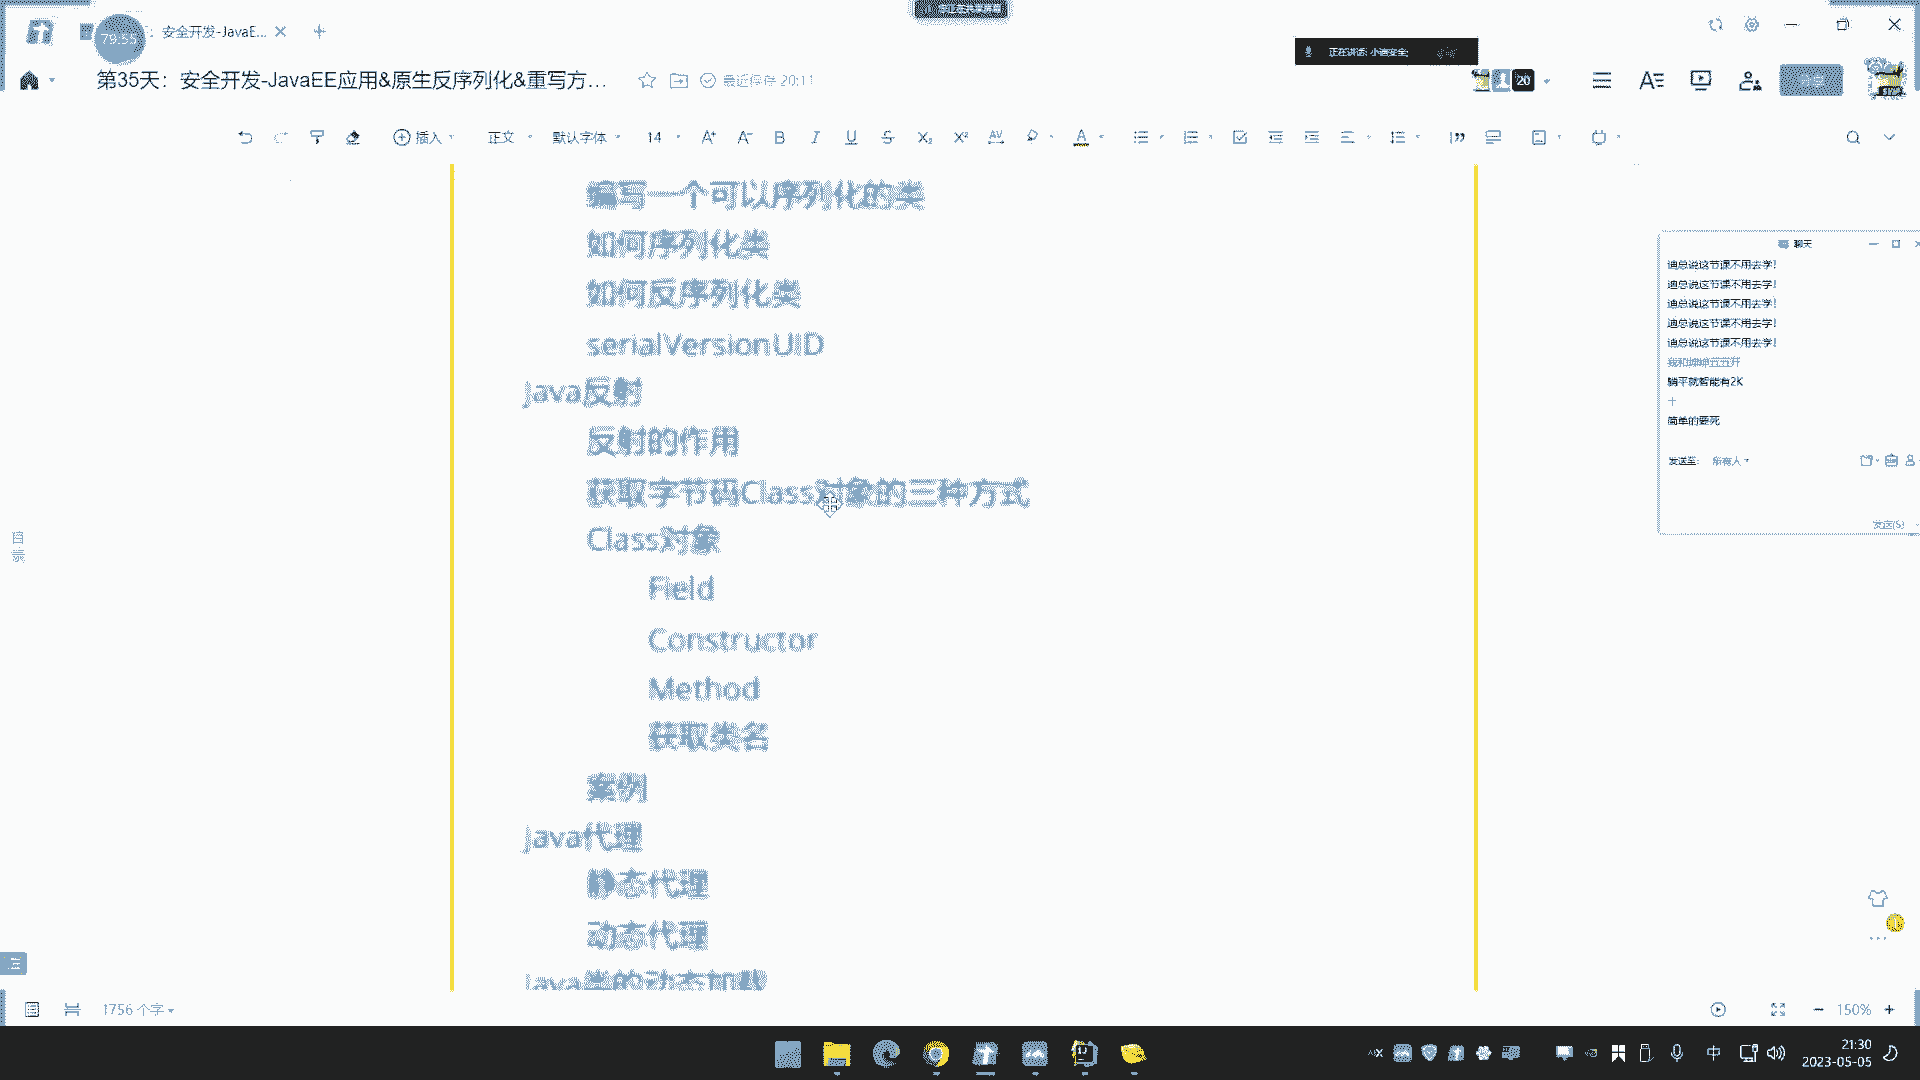 您正在共享屏幕
79:55
安全开发-JavaE...
正在讲话: 小迪安全;
第35天：安全开发-JavaEE应用&原生反序列化&重写方...
最近保存 20:11
20
分享
插入
正文
默认字体
14
编写一个可以序列化的类
如何序列化类
如何反序列化类
serialVersionUID
Java反射
反射的作用
获取字节码Class对象的三种方式
Class对象
Field
Constructor
Method
获取类名
案例
Java代理
静态代理
动态代理
Java类的动态加载
目录
聊天
迪总说这节课不用去学！
迪总说这节课不用去学！
迪总说这节课不用去学！
迪总说这节课不用去学！
迪总说这节课不用去学！
躺平就智能有2K
简单的要死
发送至:
所有人
发送(S)
1756 个字
150%
中
21:30
2023-05-05